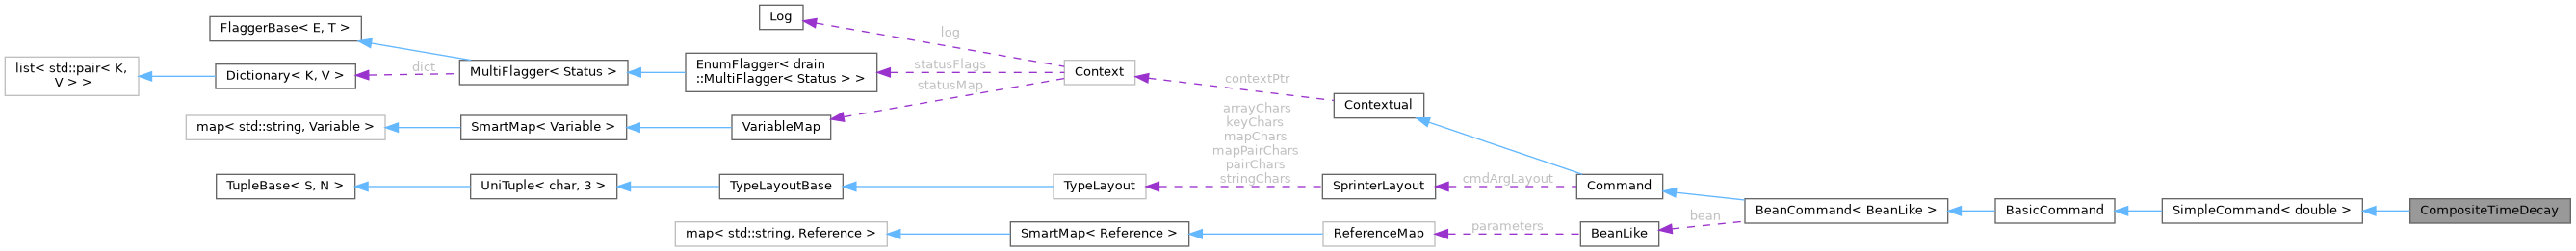 Log
FlaggerBase< E, T >
log
list< std::pair< K,
V > >
Dictionary< K, V >
dict
MultiFlagger< Status >
EnumFlagger< drain
::MultiFlagger< Status > >
statusFlags
Context
contextPtr
statusMap
Contextual
map< std::string, Variable >
SmartMap< Variable >
VariableMap
arrayChars
keyChars
mapChars
mapPairChars
pairChars
stringChars
TupleBase< S, N >
UniTuple< char, 3 >
TypeLayoutBase
TypeLayout
SprinterLayout
cmdArgLayout
Command
BeanCommand< BeanLike >
BasicCommand
SimpleCommand< double >
CompositeTimeDecay
bean
map< std::string, Reference >
SmartMap< Reference >
ReferenceMap
parameters
BeanLike